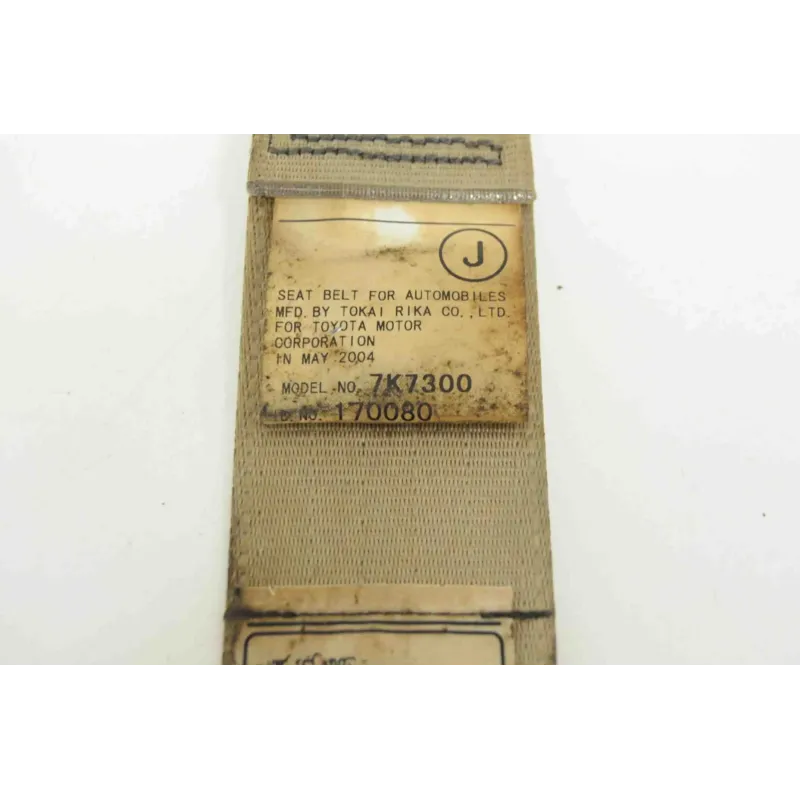 J
SEAT BELT FOR AUTOMOBILES
MFD. BY TOKAI RIKA CO., LTD.
FOR TOYOTA MOTOR
CORPORATION
IN MAY 2004
MODEL NO. 7K7300
NO. 170080